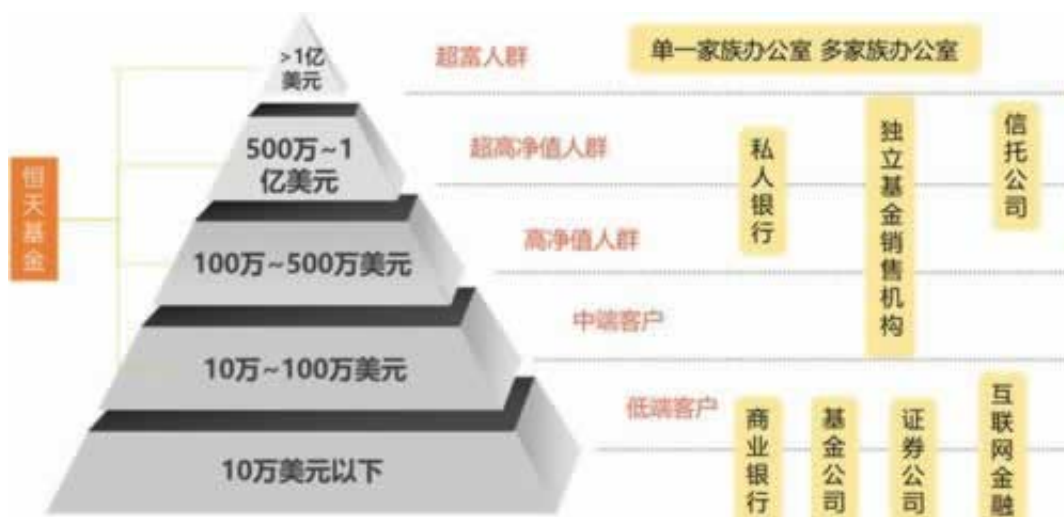 >1亿
美元
超富人群
单一家族办公室 多家族办公室
500万~1
亿美元
超高净值人群
私人银行
独立基金销售机构
信托公司
恒天基金
100万~500万美元
高净值人群
10万~100万美元
中端客户
10万美元以下
低端客户
商业银行
基金公司
证券公司
互联网金融